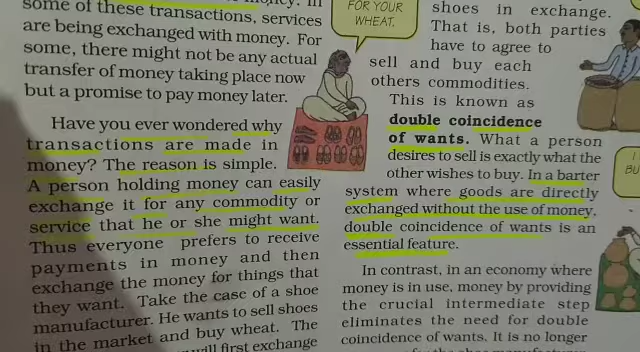 some of these transactions, services
are being exchanged with money. For
some, there might not be any actual
transfer of money taking place now
but a promise to pay money later.
Have you ever wondered why
transactions are made in
money? The reason is simple.
A person holding money can easily
exchange it for any commodity or
service that he or she might want.
Thus everyone prefers to receive
payments in money and then
exchange the money for things that
they want. Take the case of a shoe
manufacturer. He wants to sell shoes
in the market and buy wheat. The
will first exchange
FOR YOUR
WHEAT.
shoes in exchange.
That is, both parties
have to agree to
sell and buy each
others commodities.
This is known as
double coincidence
of wants. What a person
desires to sell is exactly what the
other wishes to buy. In a barter
system where goods are directly
exchanged without the use of money,
double coincidence of wants is an
essential feature.
In contrast, in an economy where
money is in use, money by providing
the crucial intermediate step
eliminates the need for double
coincidence of wants. It is no longer
I
BU